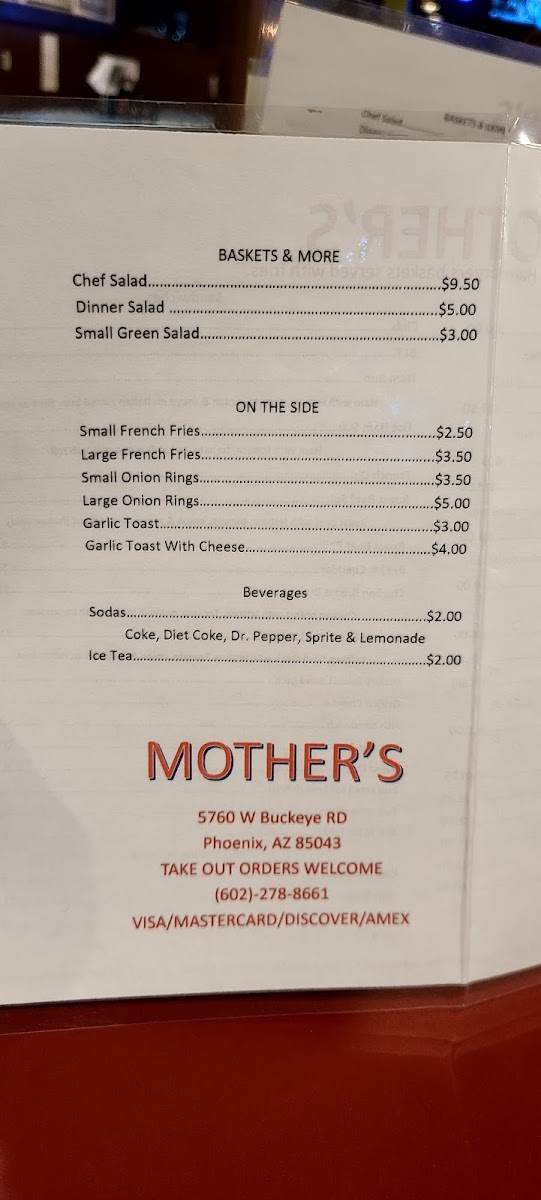 Chef Salad
BASKETS & MORE
BASKETS & MORE
Chef Salad........$9.50
Dinner Salad ........$5.00
Small Green Salad........$3.00
ON THE SIDE
Small French Fries........$2.50
Large French Fries........$3.50
Small Onion Rings........$3.50
Large Onion Rings........$5.00
Garlic Toast........$3.00
Garlic Toast With Cheese........$4.00
Beverages
Sodas........$2.00
Coke, Diet Coke, Dr. Pepper, Sprite & Lemonade
Ice Tea........$2.00
MOTHER'S
5760 W Buckeye RD
Phoenix, AZ 85043
TAKE OUT ORDERS WELCOME
(602)-278-8661
VISA/MASTERCARD/DISCOVER/AMEX